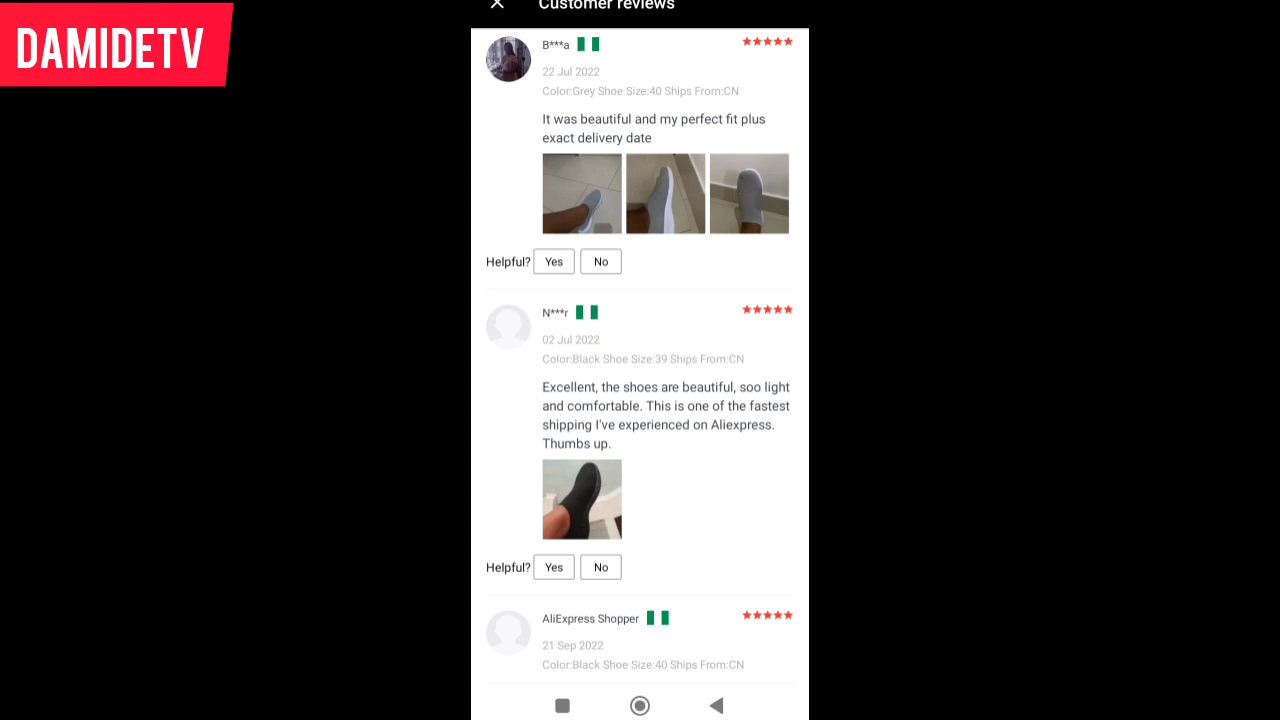 DAMIDETV
Customer reviews
B***a
22 Jul 2022
Color:Grey Shoe Size:40 Ships From:CN
It was beautiful and my perfect fit plus
exact delivery date
Helpful? Yes No
N***r
02 Jul 2022
Color:Black Shoe Size:39 Ships From:CN
Excellent, the shoes are beautiful, soo light
and comfortable. This is one of the fastest
shipping I've experienced on Aliexpress.
Thumbs up.
Helpful? Yes No
AliExpress Shopper
21 Sep 2022
Color:Black Shoe Size:40 Ships From:CN